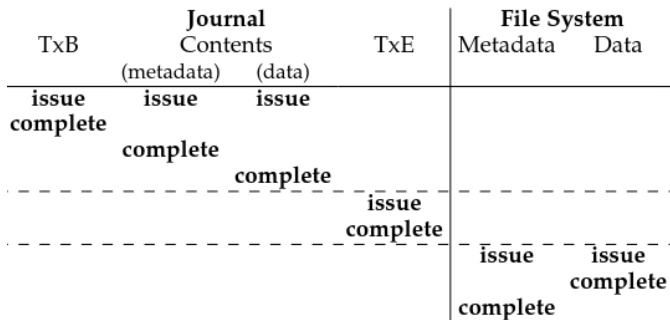 Journal File System
TxB Contents TxE Metadata Data
(metadata) (data)
issue issue issue
complete
complete
complete
issue
complete
issue issue
complete
complete